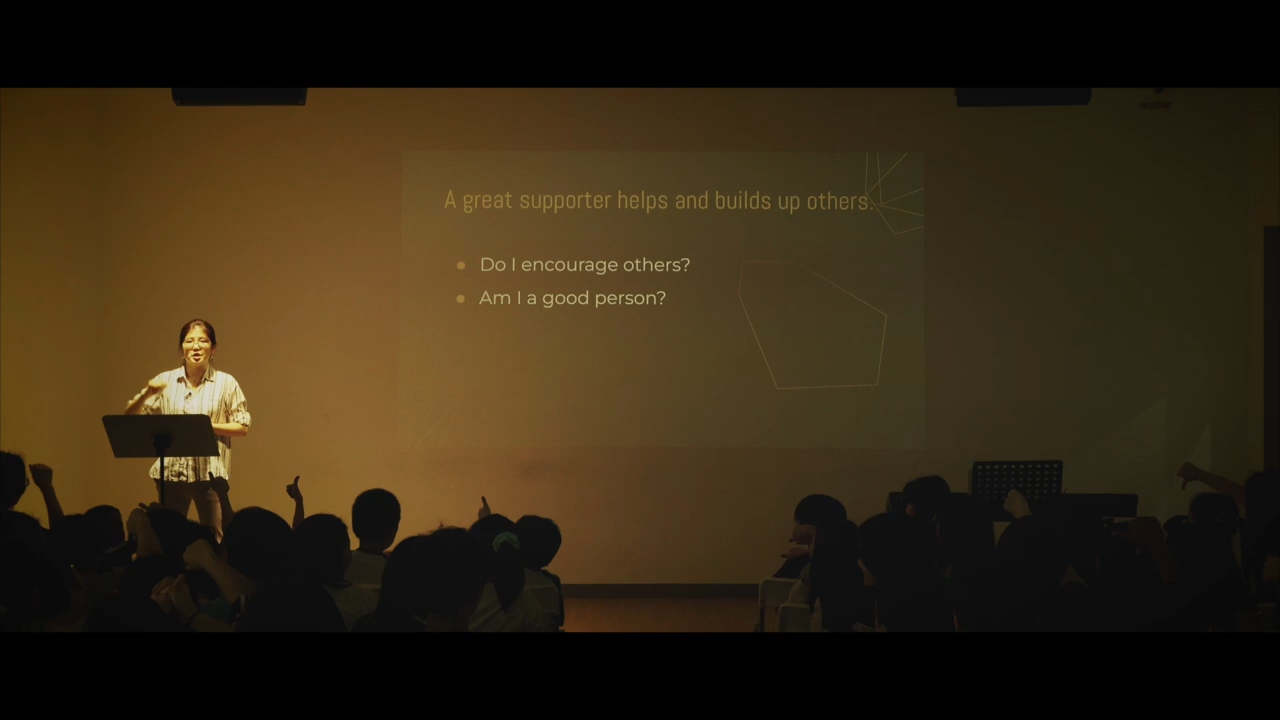 A great supporter helps and builds up others.
Do I encourage others?
Am I a good person?